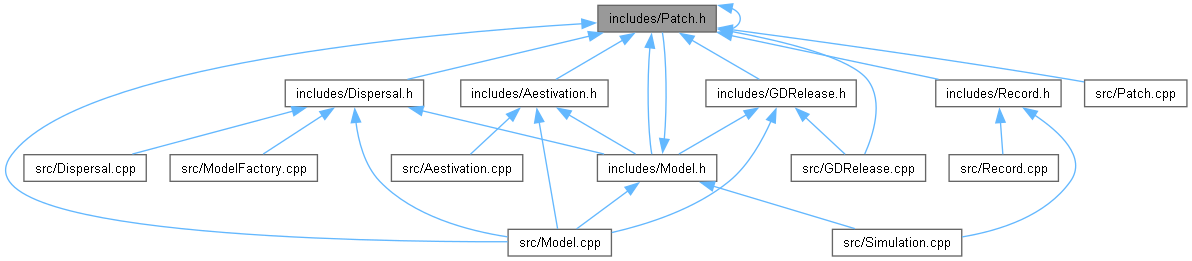 includes/Patch.h
includes/Dispersal.h
includes/Aestivation.h
includes/GDRelease.h
includes/Record.h
src/Patch.cpp
src/Dispersal.cpp
src/ModelFactory.cpp
src/Aestivation.cpp
includes/Model.h
src/GDRelease.cpp
src/Record.cpp
src/Model.cpp
src/Simulation.cpp